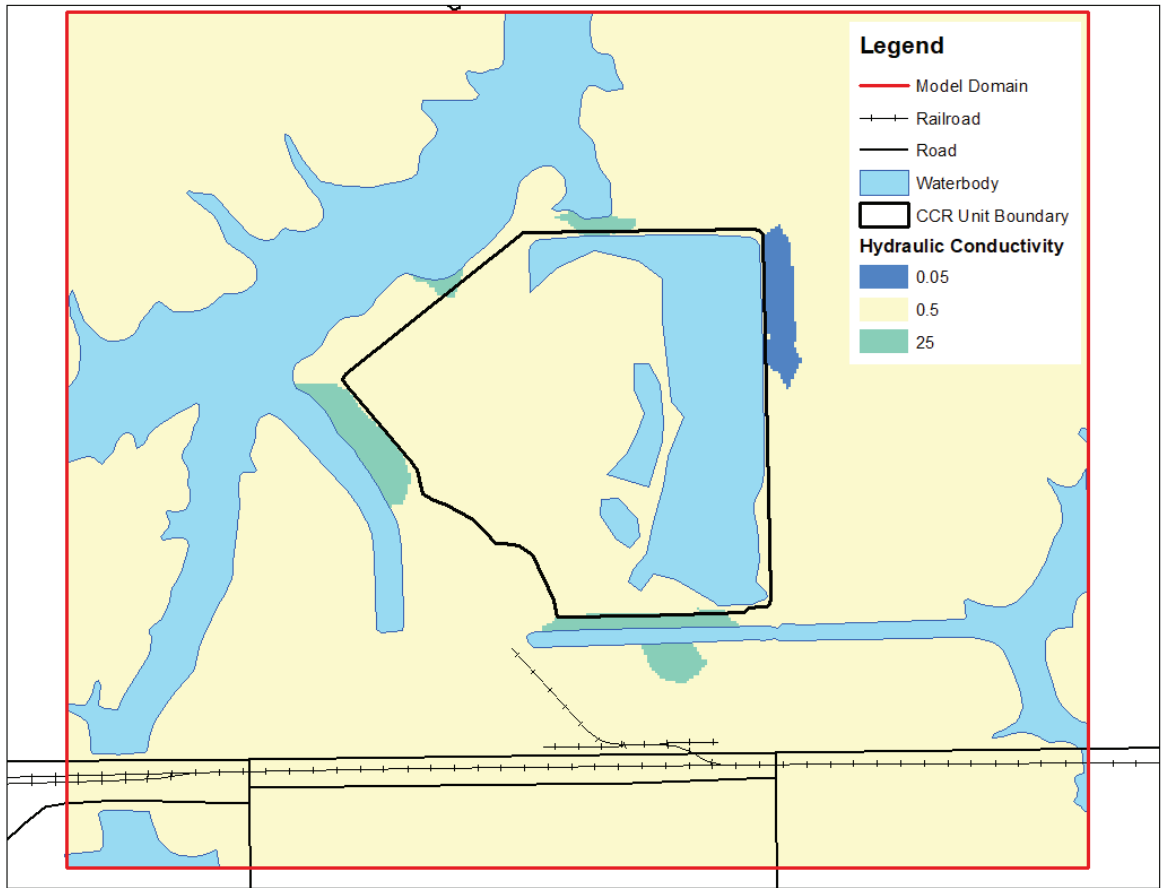 Legend
Model Domain
Railroad
Road
Waterbody
CCR Unit Boundary
Hydraulic Conductivity
0.05
0.5
25